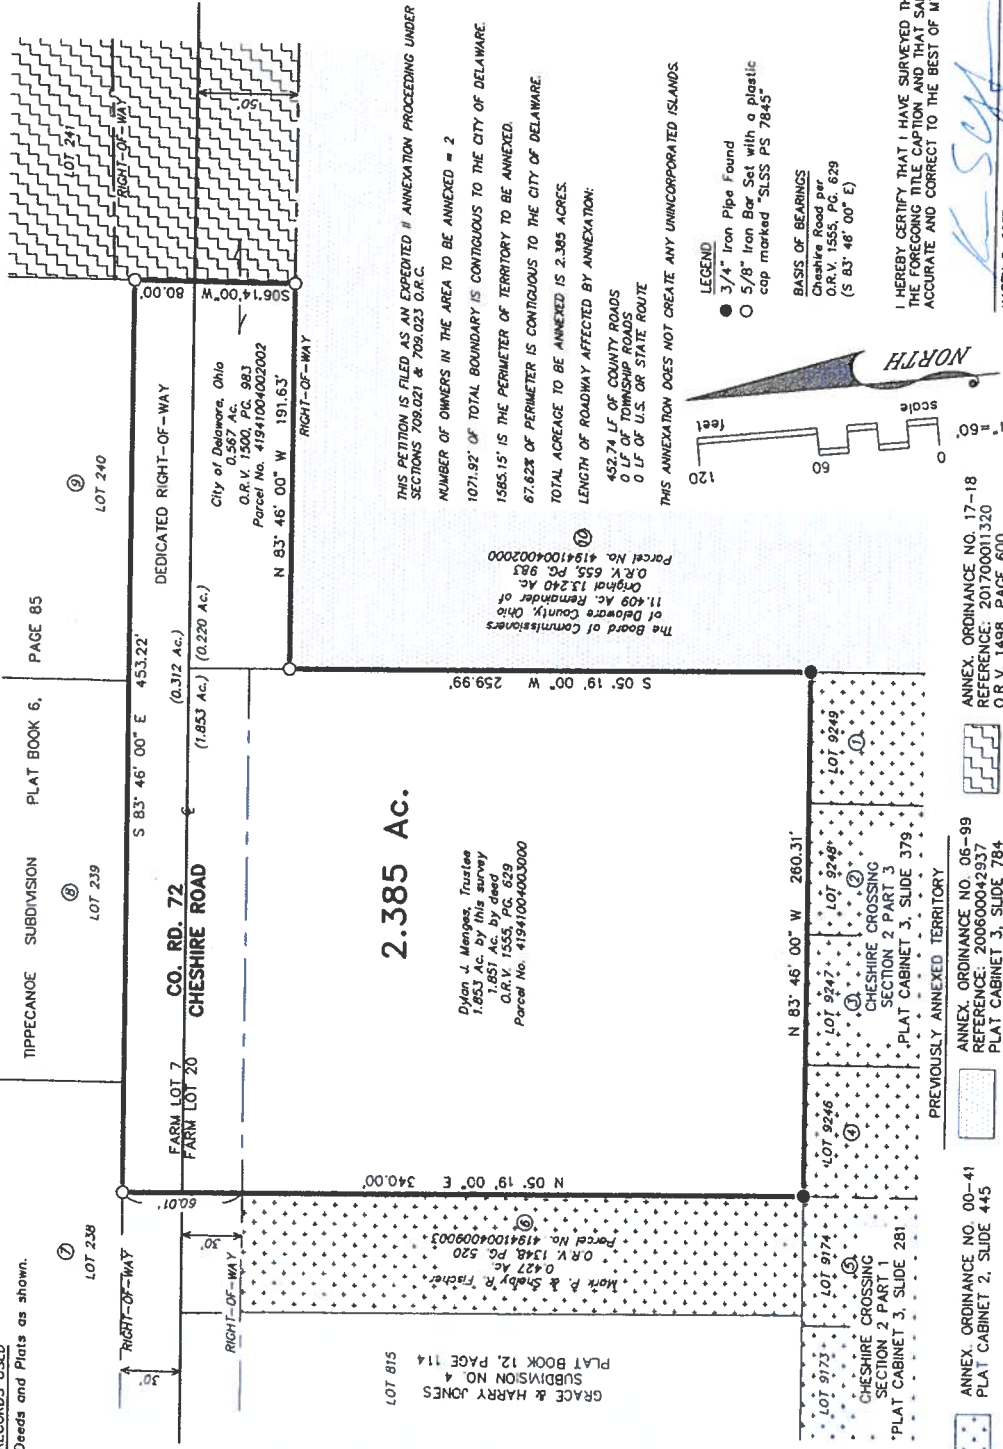 RECORDS USED
Deeds and Plats as shown.
⑦
LOT 238
TIPPECANOE SUBDIVISION PLAT BOOK 6, PAGE 85
⑧
LOT 239
⑨
LOT 240
LOT 241
RIGHT-OF-WAY
30'
RIGHT-OF-WAY
30'
RIGHT-OF-WAY
60.01'
FARM LOT 7
FARM LOT 20
CO. RD. 72
CHESHIRE ROAD
S 83° 46' 00" E 453.22'
(0.312 Ac.)
(1.853 Ac.) (0.220 Ac.)
DEDICATED RIGHT-OF-WAY
80.00'
S06°14'00"W
150'
City of Delaware, Ohio
0.567 Ac.
O.R.V. 1500, PG. 983
Parcel No. 41941004002002
N 83° 46' 00" W 191.63'
RIGHT-OF-WAY
N 05° 19' 00" E 340.00'
2.385 Ac.
Dylan J. Menges, Trustee
1.853 Ac. by this survey
1.851 Ac. by deed
O.R.V. 1555, PG. 629
Parcel No. 41941004003000
S 05° 19' 00" W 259.99'
N 83° 46' 00" W 260.31'
The Board of Commissioners
of Delaware County, Ohio
11.409 Ac. Remainder of
Original 13.240 Ac.
O.R.V. 655, PG. 983
Parcel No. 41941004002000
⑩
Mark P. & Shelby R. Fischer
0.427 Ac.
O.R.V. 1348, PG. 520
Parcel No. 41941004009003
⑥
GRACE & HARRY JONES
SUBDIVISION NO. 4
PLAT BOOK 12, PAGE 114
LOT 815
LOT 9173
LOT 9174
⑤
CHESHIRE CROSSING
SECTION 2 PART 1
PLAT CABINET 3, SLIDE 281
LOT 9246
④
LOT 9247
③
LOT 9248
②
LOT 9249
①
CHESHIRE CROSSING
SECTION 2 PART 3
PLAT CABINET 3, SLIDE 379
THIS PETITION IS FILED AS AN EXPEDITED II ANNEXATION PROCEEDING UNDER
SECTIONS 709.021 & 709.023 O.R.C.
NUMBER OF OWNERS IN THE AREA TO BE ANNEXED = 2
1071.92' OF TOTAL BOUNDARY IS CONTIGUOUS TO THE CITY OF DELAWARE.
1585.15' IS THE PERIMETER OF TERRITORY TO BE ANNEXED.
67.62% OF PERIMETER IS CONTIGUOUS TO THE CITY OF DELAWARE.
TOTAL ACREAGE TO BE ANNEXED IS 2.385 ACRES.
LENGTH OF ROADWAY AFFECTED BY ANNEXATION:
452.74 LF OF COUNTY ROADS
0 LF OF TOWNSHIP ROADS
0 LF OF U.S. OR STATE ROUTE
THIS ANNEXATION DOES NOT CREATE ANY UNINCORPORATED ISLANDS.
LEGEND
● 3/4" Iron Pipe Found
○ 5/8" Iron Bar Set with a plastic
cap marked "SLSS PS 7845"
BASIS OF BEARINGS
Cheshire Road per
O.R.V. 1555, PG. 629
(S 83° 46' 00" E)
NORTH
0 60 120
scale feet
1"=60'
I HEREBY CERTIFY THAT I HAVE SURVEYED TH
THE FOREGOING TITLE CAPTION AND THAT SAI
ACCURATE AND CORRECT TO THE BEST OF M
PREVIOUSLY ANNEXED TERRITORY
ANNEX. ORDINANCE NO. 00-41
PLAT CABINET 2, SLIDE 445
ANNEX. ORDINANCE NO. 06-99
REFERENCE: 200600042937
PLAT CABINET 3, SLIDE 784
ANNEX. ORDINANCE NO. 17-18
REFERENCE: 201700011320
O.R.V. 1488, PAGE 600